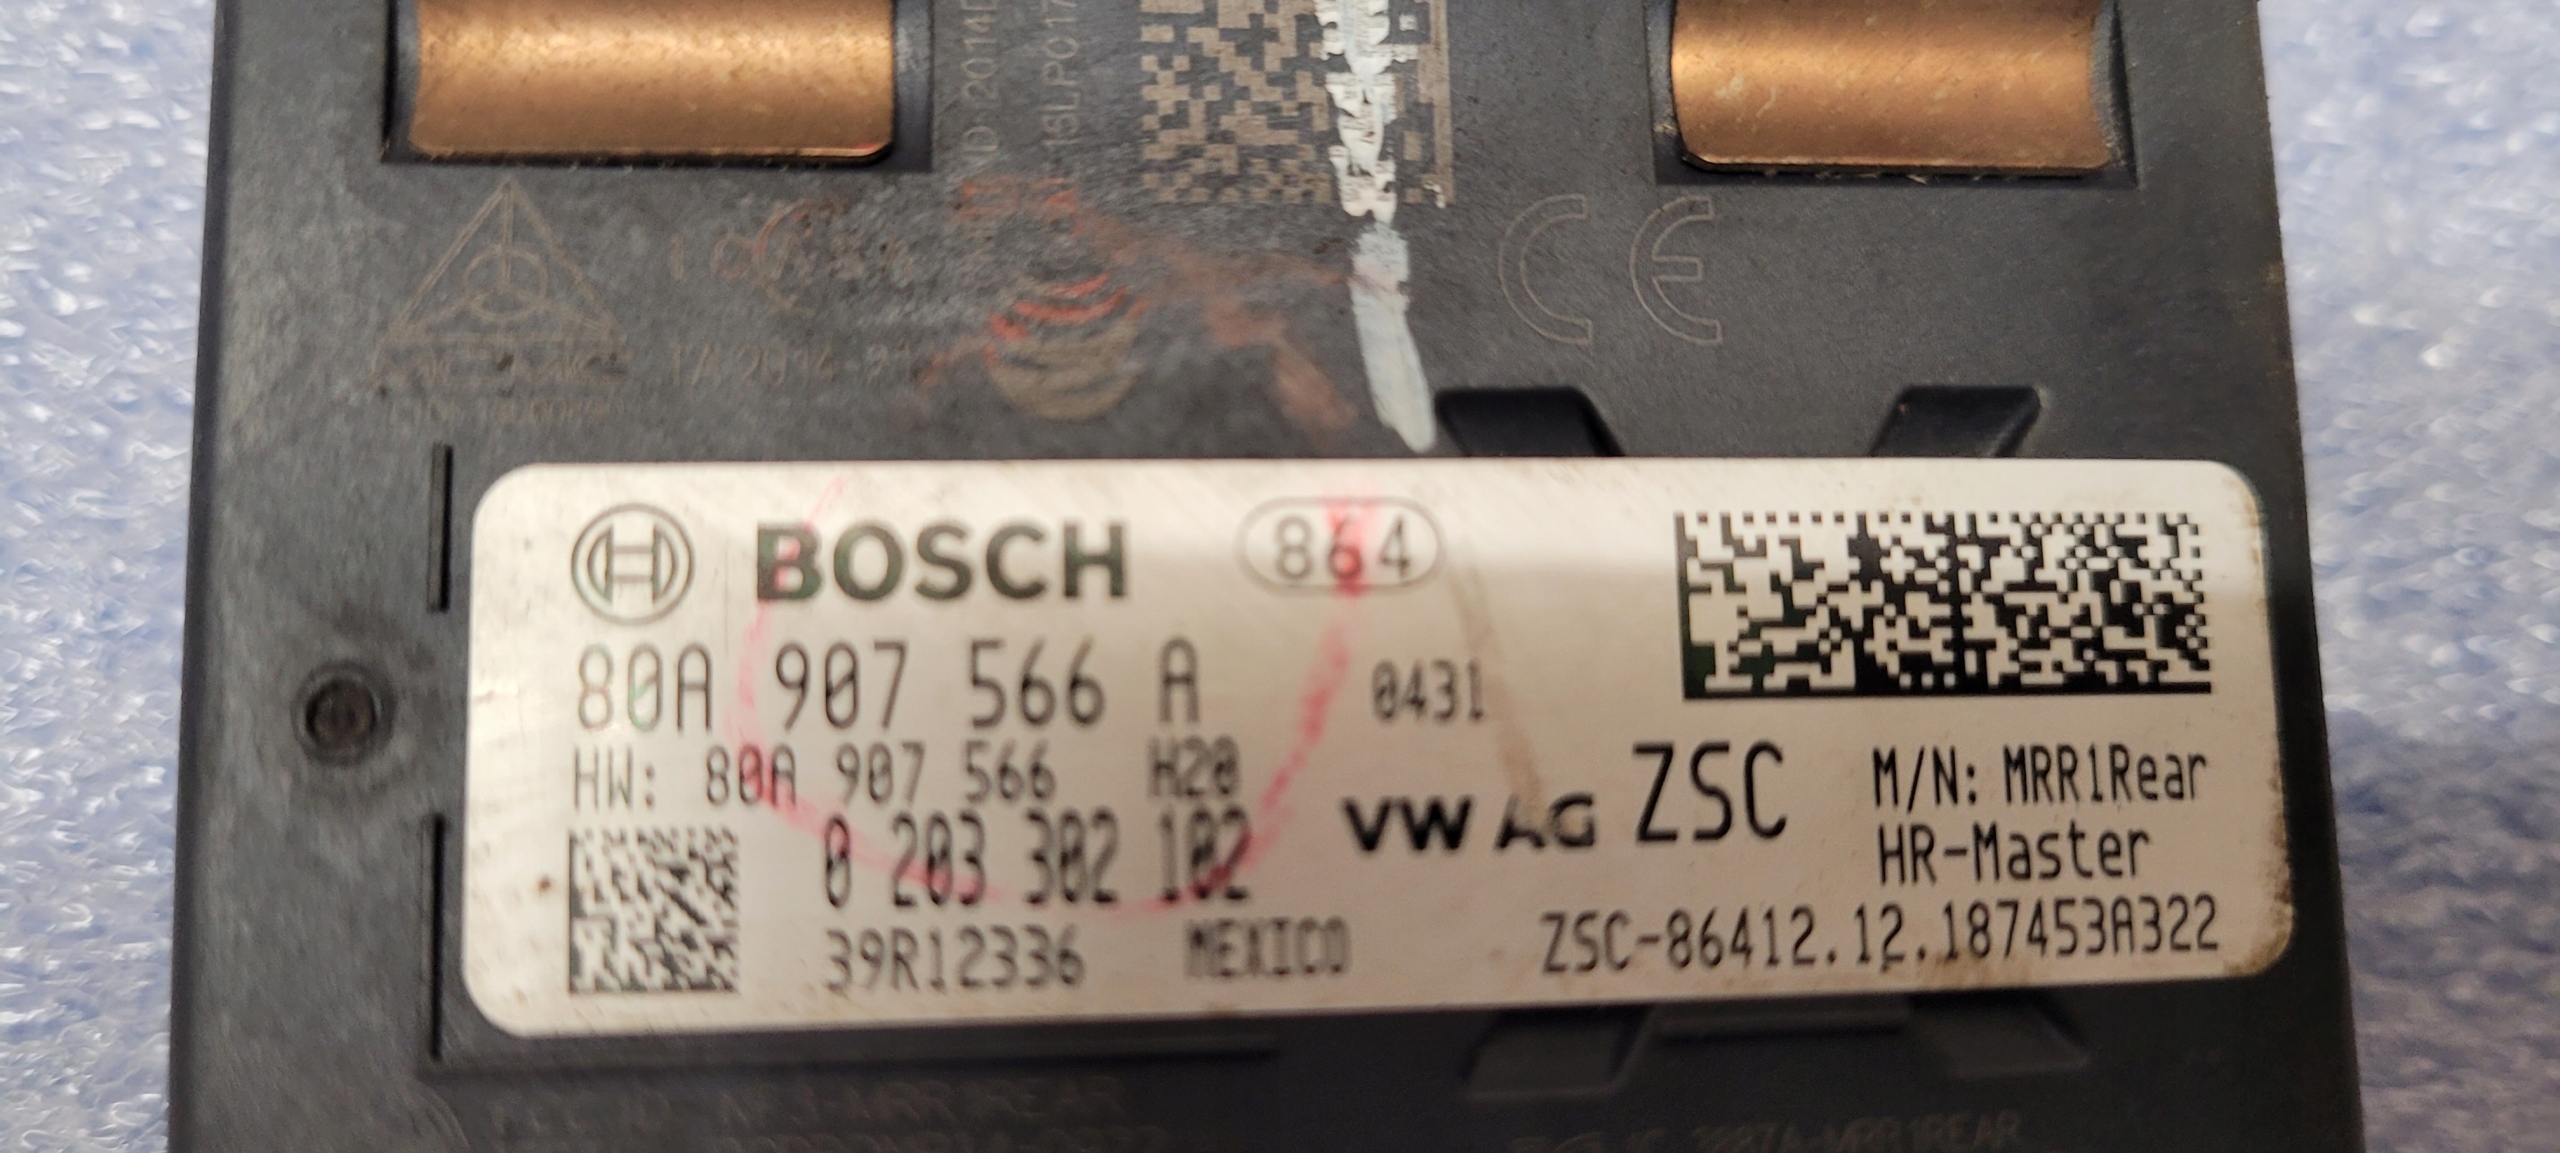 CE
BOSCH 864
80A 907 566 A 0431
HW: 80A 907 566 H20
0 203 302 102
39R12336 MEXICO
VW AG ZSC
M/N: MRR1Rear
HR-Master
ZSC-86412.12.187453A322